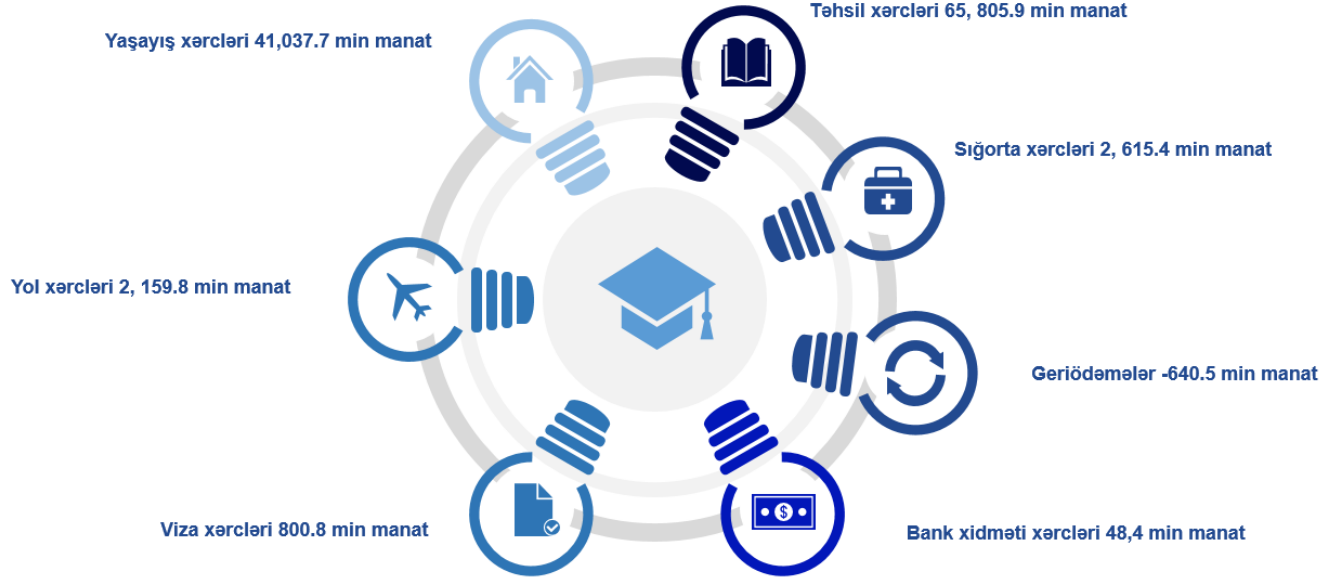 Təhsil xərcləri 65, 805.9 min manat
Yaşayış xərcləri 41,037.7 min manat
Sığorta xərcləri 2, 615.4 min manat
Yol xərcləri 2, 159.8 min manat
Geriödəmələr -640.5 min manat
Viza xərcləri 800.8 min manat
Bank xidməti xərcləri 48,4 min manat